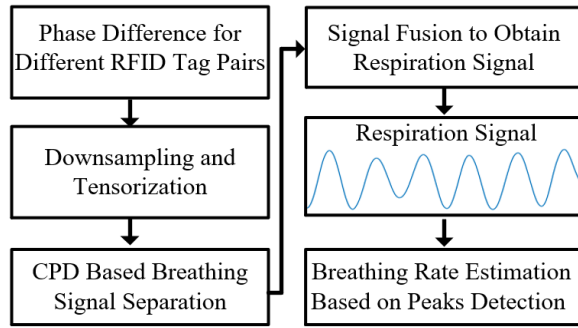 Phase Difference for
Different RFID Tag Pairs
Downsampling and
Tensorization
CPD Based Breathing
Signal Separation
Signal Fusion to Obtain
Respiration Signal
Respiration Signal
Breathing Rate Estimation
Based on Peaks Detection